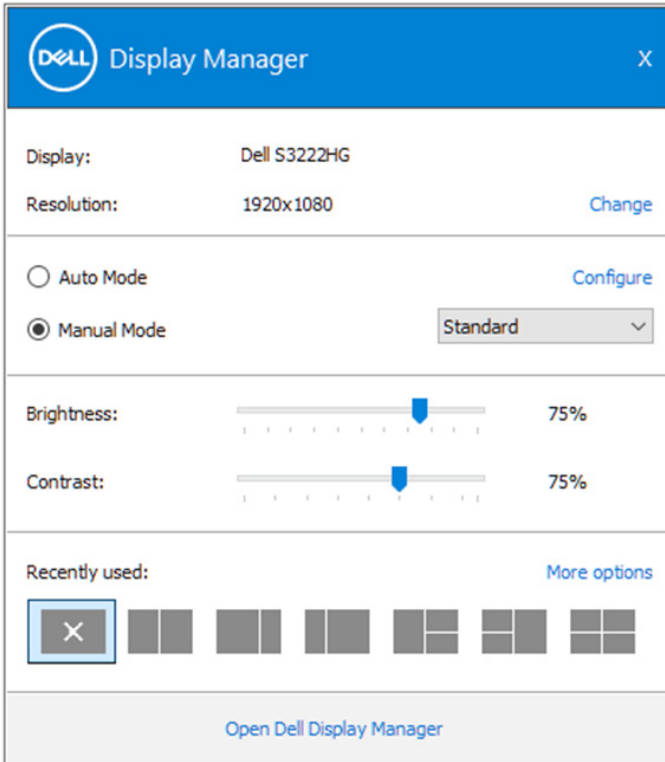 DELL Display Manager X
Display: Dell S3222HG
Resolution: 1920x1080 Change
Auto Mode Configure
Manual Mode Standard
Brightness: 75%
Contrast: 75%
Recently used: More options
Open Dell Display Manager